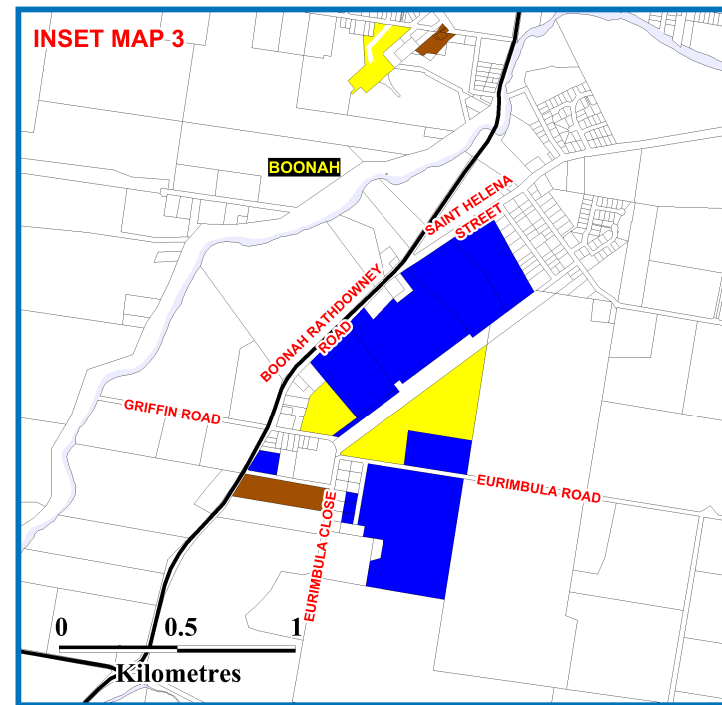 INSET MAP 3
BOONAH
SAINT HELENA
STREET
BOONAH RATHDOWNEY
ROAD
GRIFFIN ROAD
EURIMBULA ROAD
EURIMBULA CLOSE
0 0.5 1
Kilometres